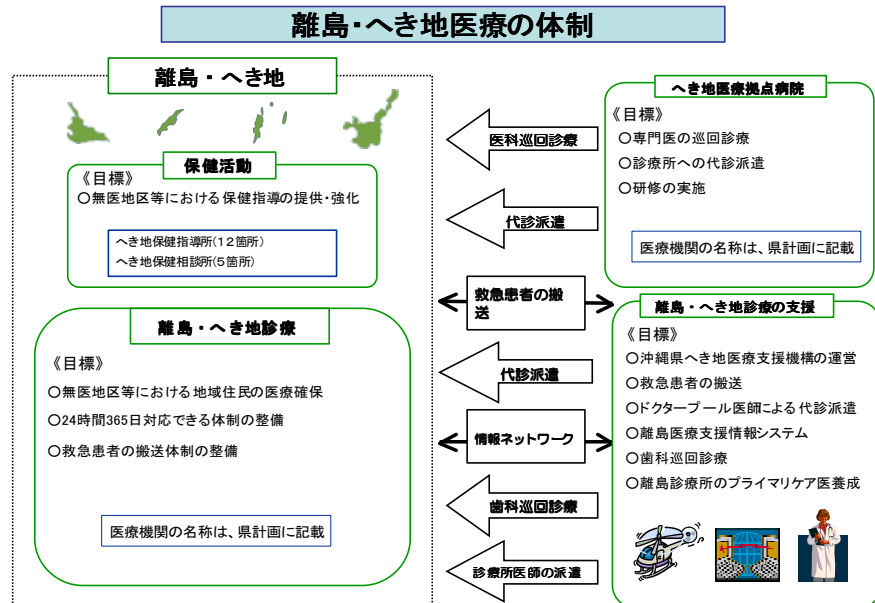 離島・へき地医療の体制
離島・へき地
保健活動
《目標》
○無医地区等における保健指導の提供・強化
へき地保健指導所(12箇所)
へき地保健相談所(5箇所)
離島・へき地診療
《目標》
○無医地区等における地域住民の医療確保
○24時間365日対応できる体制の整備
○救急患者の搬送体制の整備
医療機関の名称は、県計画に記載
医科巡回診療
代診派遣
救急患者の搬
送
代診派遣
情報ネットワーク
歯科巡回診療
診療所医師の派遣
へき地医療拠点病院
《目標》
○専門医の巡回診療
○診療所への代診派遣
○研修の実施
医療機関の名称は、県計画に記載
離島・へき地診療の支援
《目標》
○沖縄県へき地医療支援機構の運営
○救急患者の搬送
○ドクタープール医師による代診派遣
○離島医療支援情報システム
○歯科巡回診療
○離島診療所のプライマリケア医養成